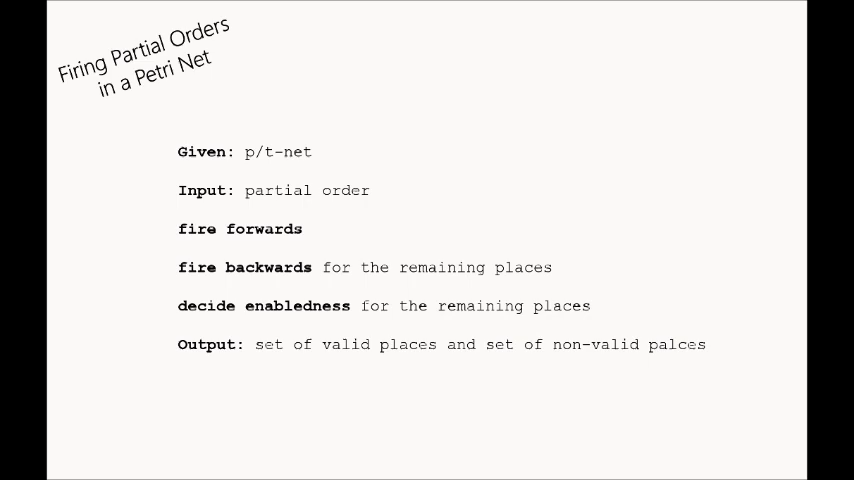 Firing Partial Orders
in a Petri Net
Given: p/t-net
Input: partial order
fire forwards
fire backwards for the remaining places
decide enabledness for the remaining places
Output: set of valid places and set of non-valid palces